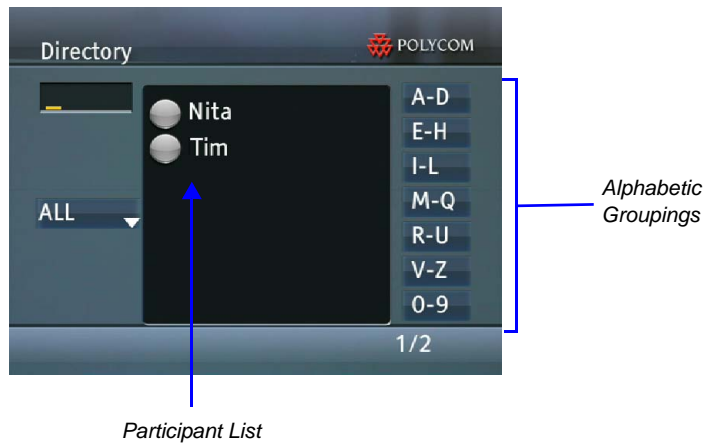 Directory
POLYCOM
Nita
Tim
ALL
A-D
E-H
I-L
M-Q
R-U
V-Z
0-9
1/2
Alphabetic
Groupings
Participant List